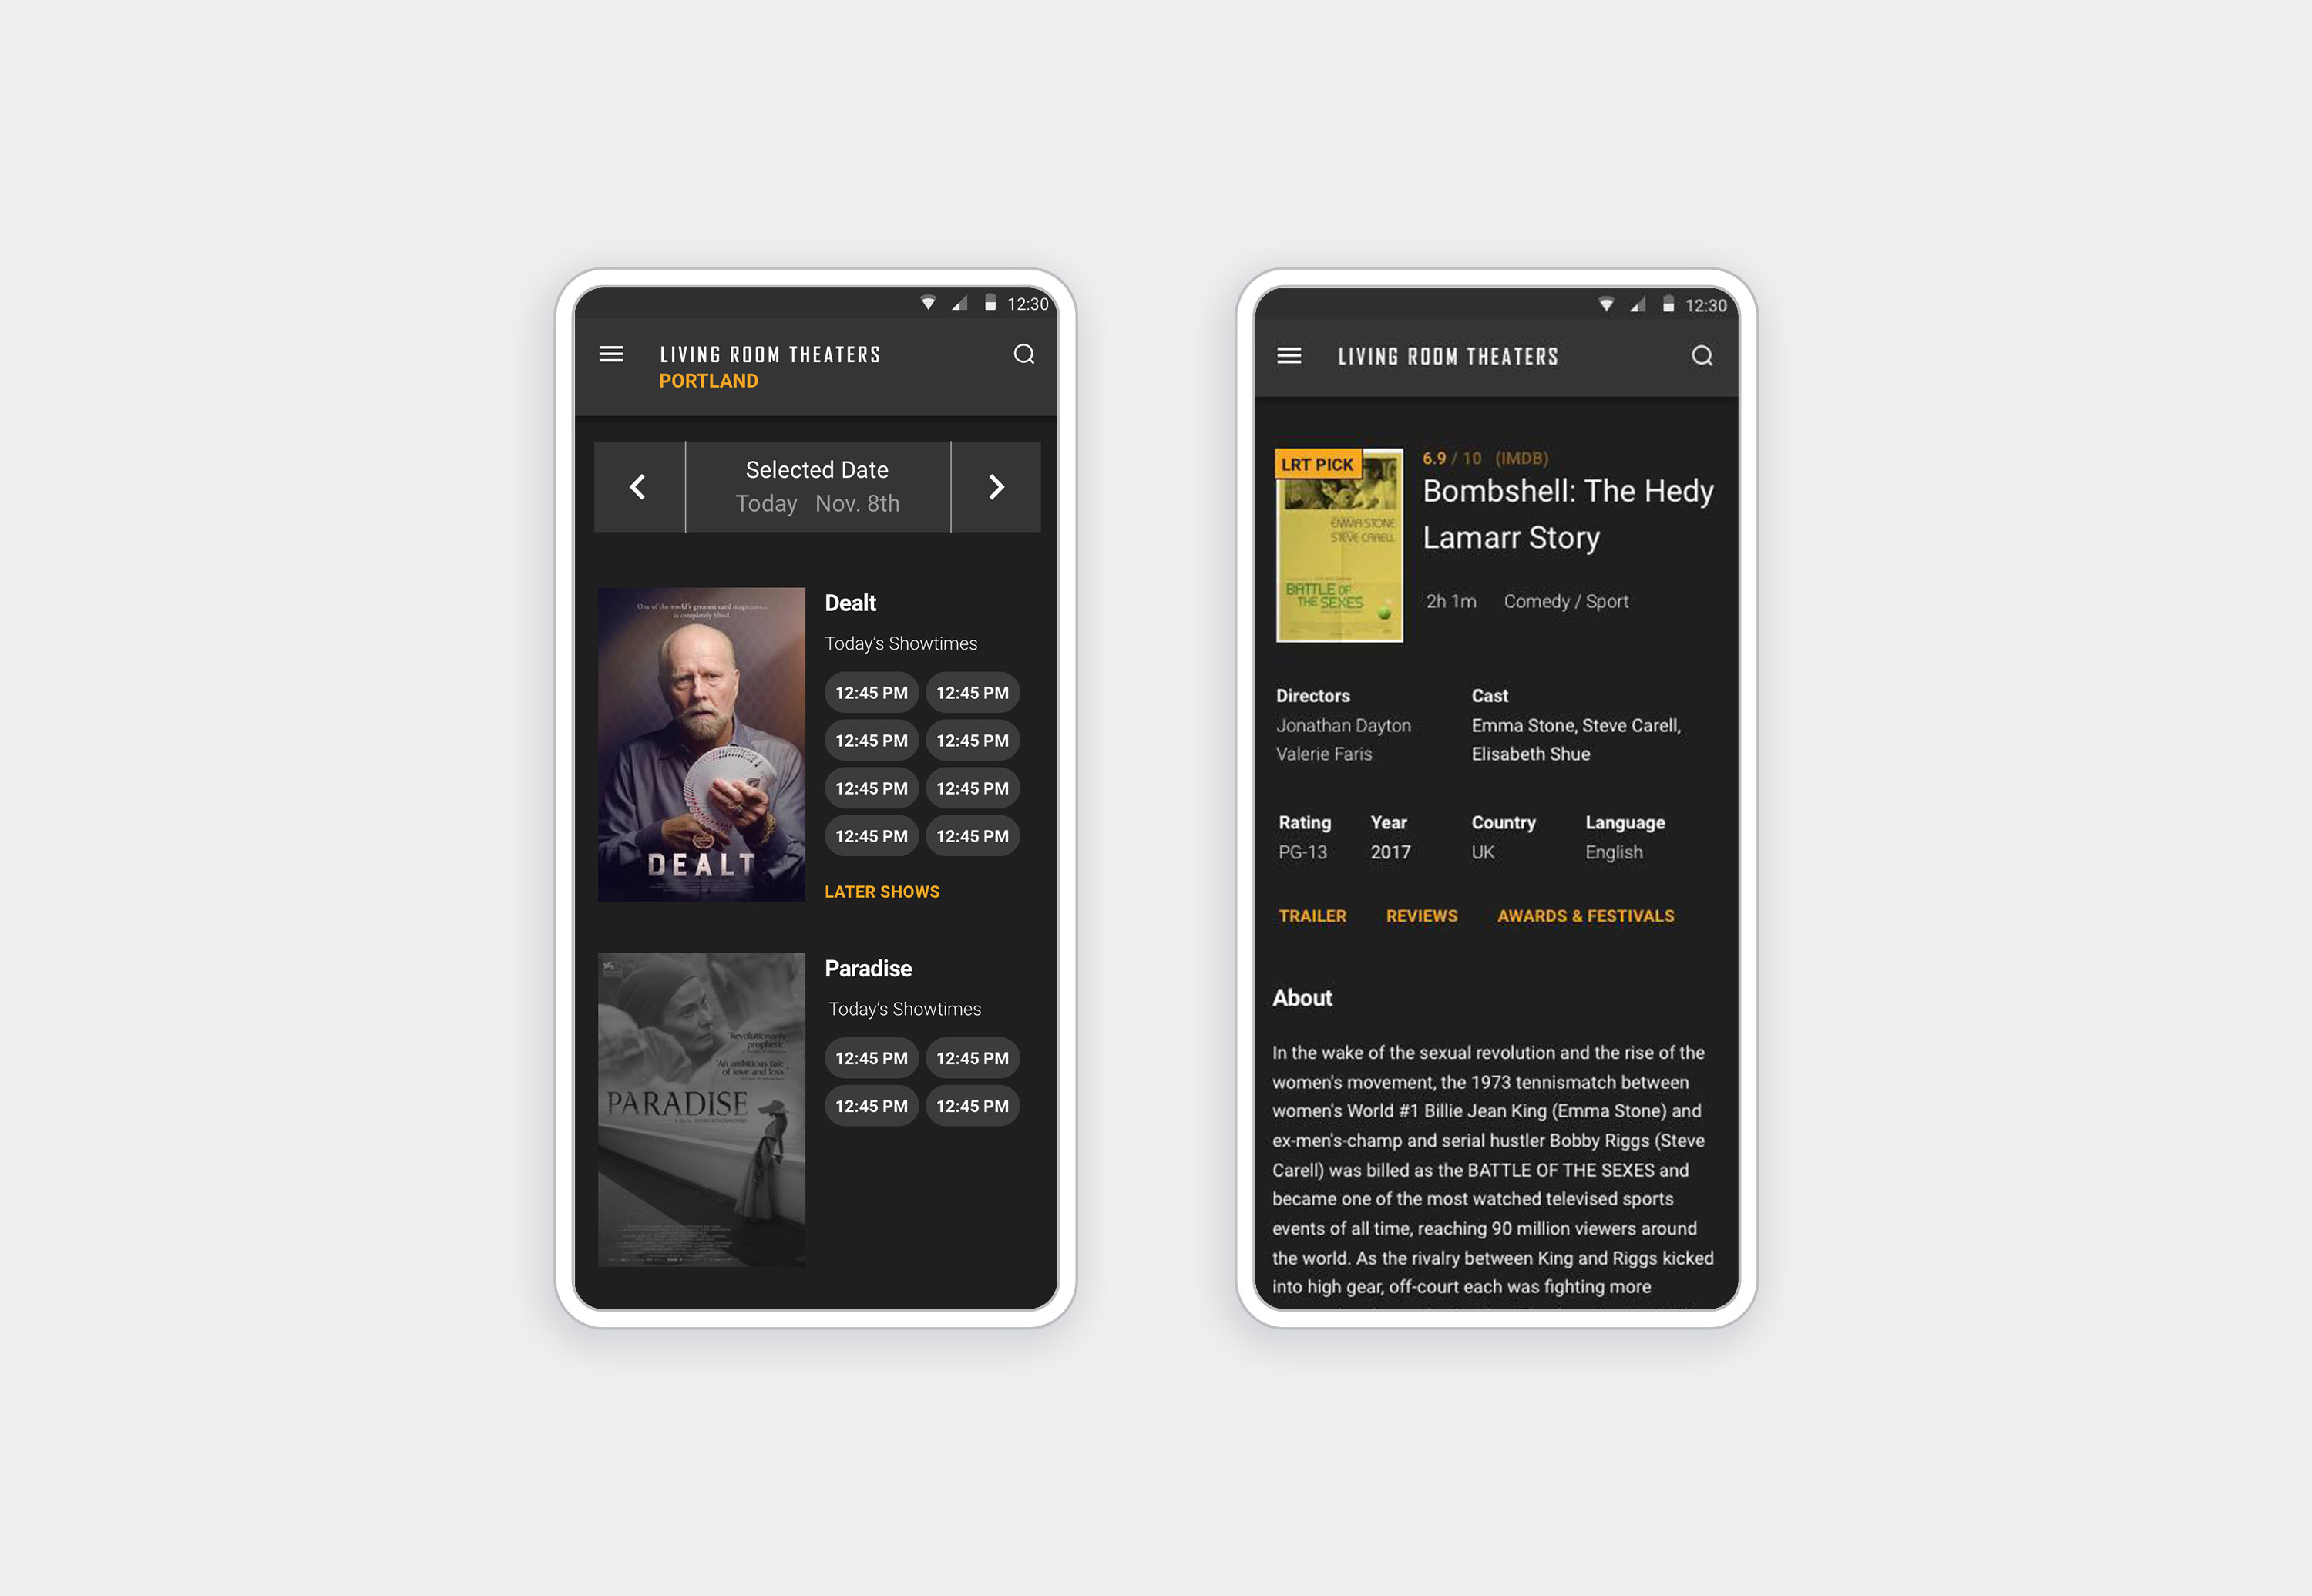 12:30
LIVING ROOM THEATERS
PORTLAND
Selected Date
Today Nov. 8th
One of the world's greatest card magicians...
is completely blind.
DEALT
Dealt
Today's Showtimes
12:45 PM 12:45 PM
12:45 PM 12:45 PM
12:45 PM 12:45 PM
12:45 PM 12:45 PM
LATER SHOWS
"Revolutionarily
prophetic."
"An ambitious tale
of love and loss."
PARADISE
Paradise
Today's Showtimes
12:45 PM 12:45 PM
12:45 PM 12:45 PM
12:30
LIVING ROOM THEATERS
LRT PICK
EMMA STONE
STEVE CARELL
BATTLE OF
THE SEXES
6.9 / 10 (IMDB)
Bombshell: The Hedy
Lamarr Story
2h 1m Comedy / Sport
Directors
Jonathan Dayton
Valerie Faris
Cast
Emma Stone, Steve Carell,
Elisabeth Shue
Rating Year Country Language
PG-13 2017 UK English
TRAILER REVIEWS AWARDS & FESTIVALS
About
In the wake of the sexual revolution and the rise of the
women's movement, the 1973 tennismatch between
women's World #1 Billie Jean King (Emma Stone) and
ex-men's-champ and serial hustler Bobby Riggs (Steve
Carell) was billed as the BATTLE OF THE SEXES and
became one of the most watched televised sports
events of all time, reaching 90 million viewers around
the world. As the rivalry between King and Riggs kicked
into high gear, off-court each was fighting more